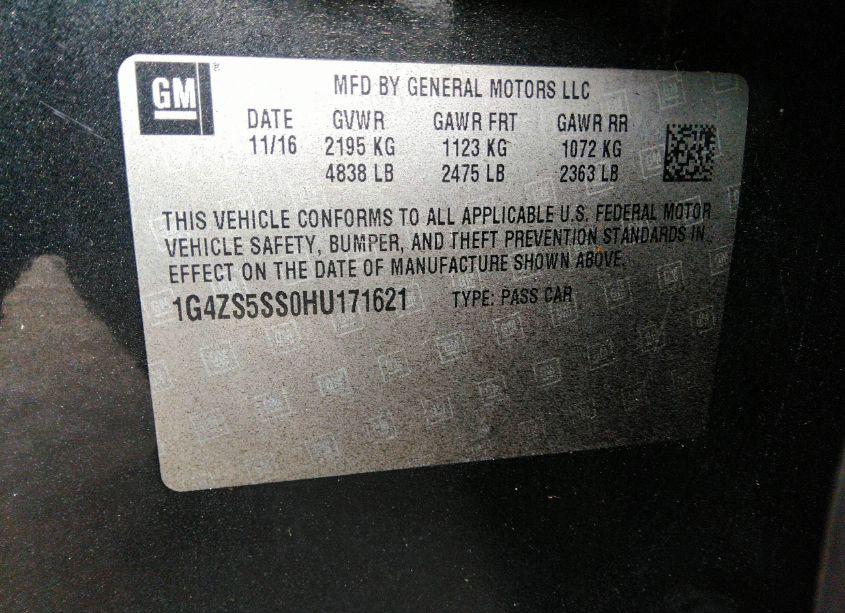 GM
MFD BY GENERAL MOTORS LLC
DATE GVWR GAWR FRT GAWR RR
11/16 2195 KG 1123 KG 1072 KG
4838 LB 2475 LB 2363 LB
THIS VEHICLE CONFORMS TO ALL APPLICABLE U.S. FEDERAL MOTOR
VEHICLE SAFETY, BUMPER, AND THEFT PREVENTION STANDARDS IN
EFFECT ON THE DATE OF MANUFACTURE SHOWN ABOVE.
1G4ZS5SS0HU171621 TYPE: PASS CAR